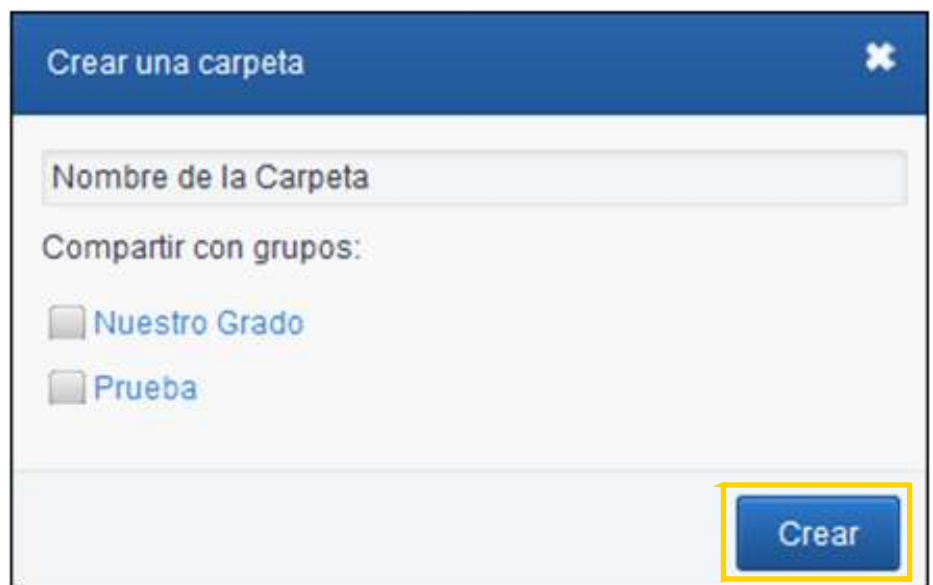 Crear una carpeta
Nombre de la Carpeta
Compartir con grupos:
Nuestro Grado
Prueba
Crear